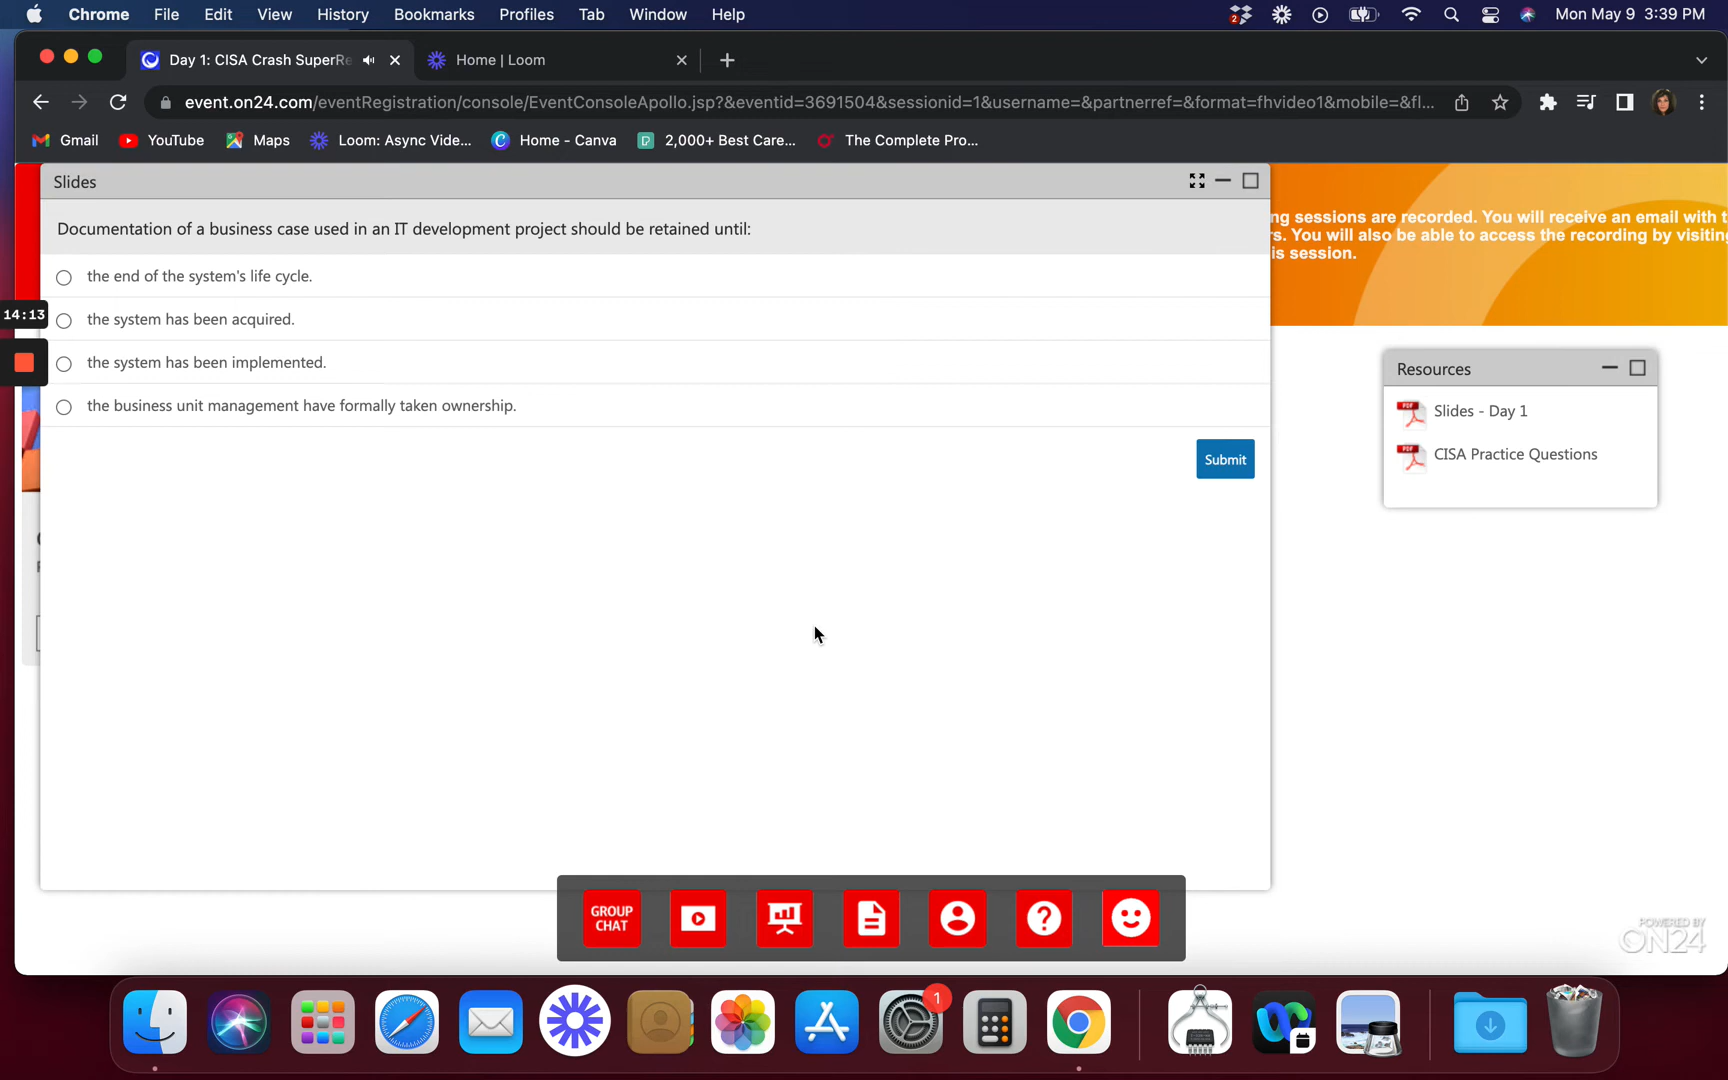 Chrome File Edit View History Bookmarks Profiles Tab Window Help
2
Mon May 9 3:39 PM
Day 1: CISA Crash SuperRe
Home | Loom
event.on24.com/eventRegistration/console/EventConsoleApollo.jsp?&eventid=3691504&sessionid=1&username=&partnerref=&format=fhvideo1&mobile=&fl...
Gmail YouTube Maps Loom: Async Vide... Home - Canva 2,000+ Best Care... The Complete Pro...
Slides
Documentation of a business case used in an IT development project should be retained until:
the end of the system's life cycle.
the system has been acquired.
the system has been implemented.
the business unit management have formally taken ownership.
Submit
14:13
ng sessions are recorded. You will receive an email with t
s. You will also be able to access the recording by visiting
is session.
Resources
PDF Slides - Day 1
PDF CISA Practice Questions
GROUP
CHAT
POWERED BY
ON24
1